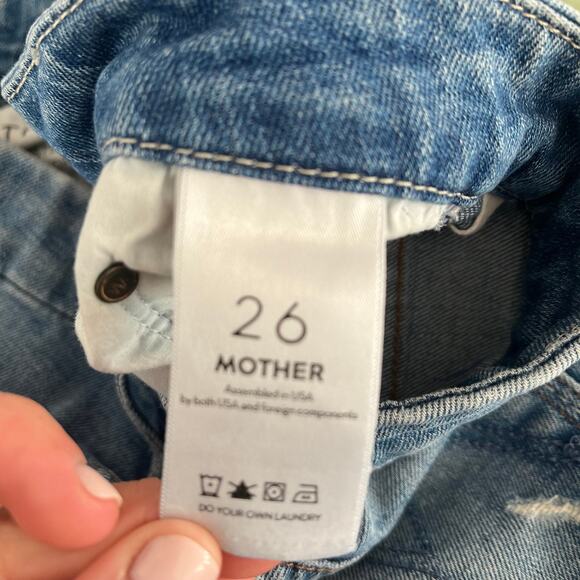 26
MOTHER
Assembled in USA
by both USA and foreign components
DO YOUR OWN LAUNDRY